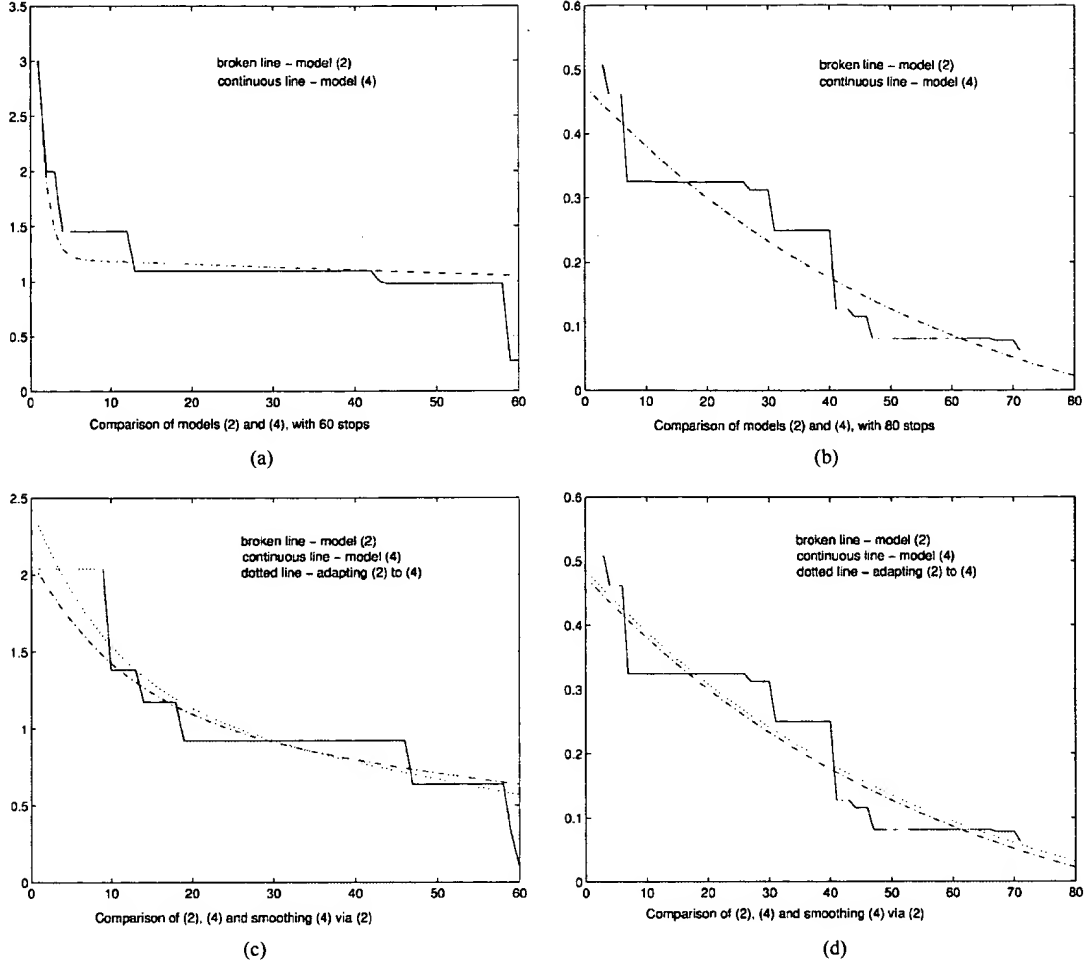 3.5
3
2.5
2
1.5
1
0.5
0
0 10 20 30 40 50 60
broken line – model (2)
continuous line – model (4)
Comparison of models (2) and (4), with 60 stops
(a)
0.6
0.5
0.4
0.3
0.2
0.1
0
0 10 20 30 40 50 60 70 80
broken line – model (2)
continuous line – model (4)
Comparison of models (2) and (4), with 80 stops
(b)
2.5
2
1.5
1
0.5
0
0 10 20 30 40 50 60
broken line – model (2)
continuous line – model (4)
dotted line – adapting (2) to (4)
Comparison of (2), (4) and smoothing (4) via (2)
(c)
0.6
0.5
0.4
0.3
0.2
0.1
0
0 10 20 30 40 50 60 70 80
broken line – model (2)
continuous line – model (4)
dotted line – adapting (2) to (4)
Comparison of (2), (4) and smoothing (4) via (2)
(d)